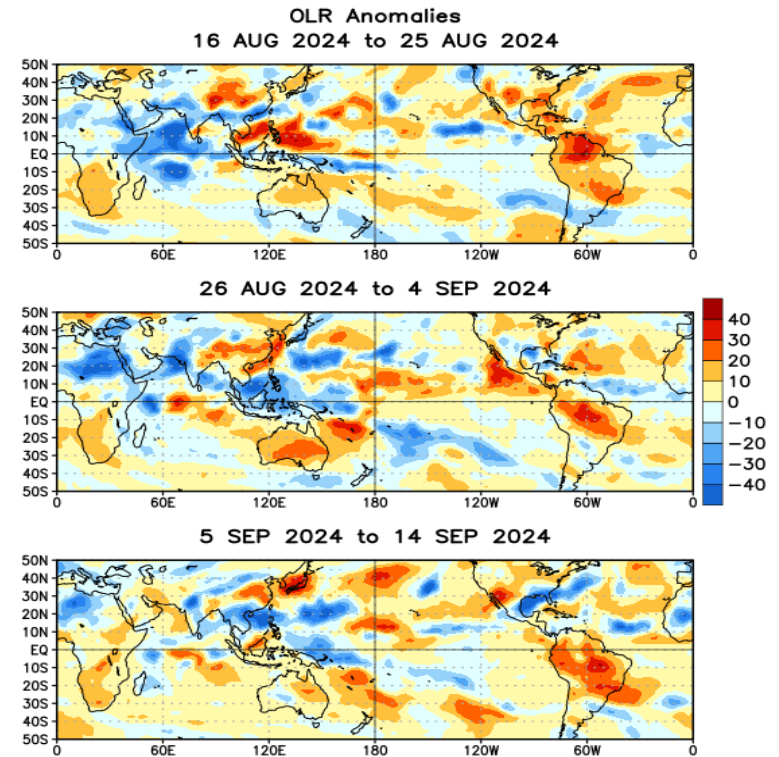 OLR Anomalies
16 AUG 2024 to 25 AUG 2024
50N
40N
30N
20N
10N
EQ
10S
20S
30S
40S
50S
0 60E 120E 180 120W 60W 0
26 AUG 2024 to 4 SEP 2024
50N
40N
30N
20N
10N
EQ
10S
20S
30S
40S
50S
0 60E 120E 180 120W 60W 0
40
30
20
10
0
−10
−20
−30
−40
5 SEP 2024 to 14 SEP 2024
50N
40N
30N
20N
10N
EQ
10S
20S
30S
40S
50S
0 60E 120E 180 120W 60W 0